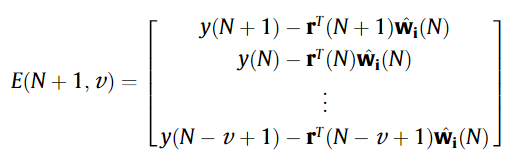 y(N + 1) − r^T(N + 1)ŵ_i(N)
y(N) − r^T(N)ŵ_i(N)
E(N + 1, ν) =
⋮
y(N − ν + 1) − r^T(N − ν + 1)ŵ_i(N)